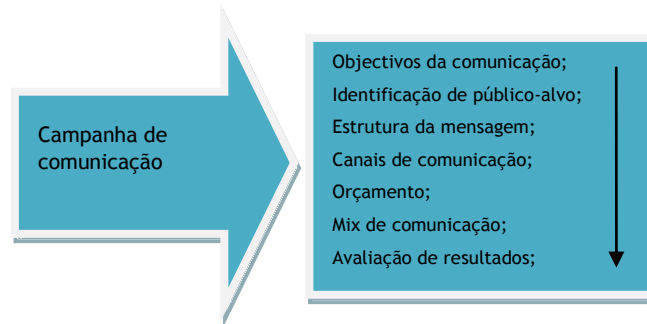 Campanha de
comunicação
Objectivos da comunicação;
Identificação de público-alvo;
Estrutura da mensagem;
Canais de comunicação;
Orçamento;
Mix de comunicação;
Avaliação de resultados;